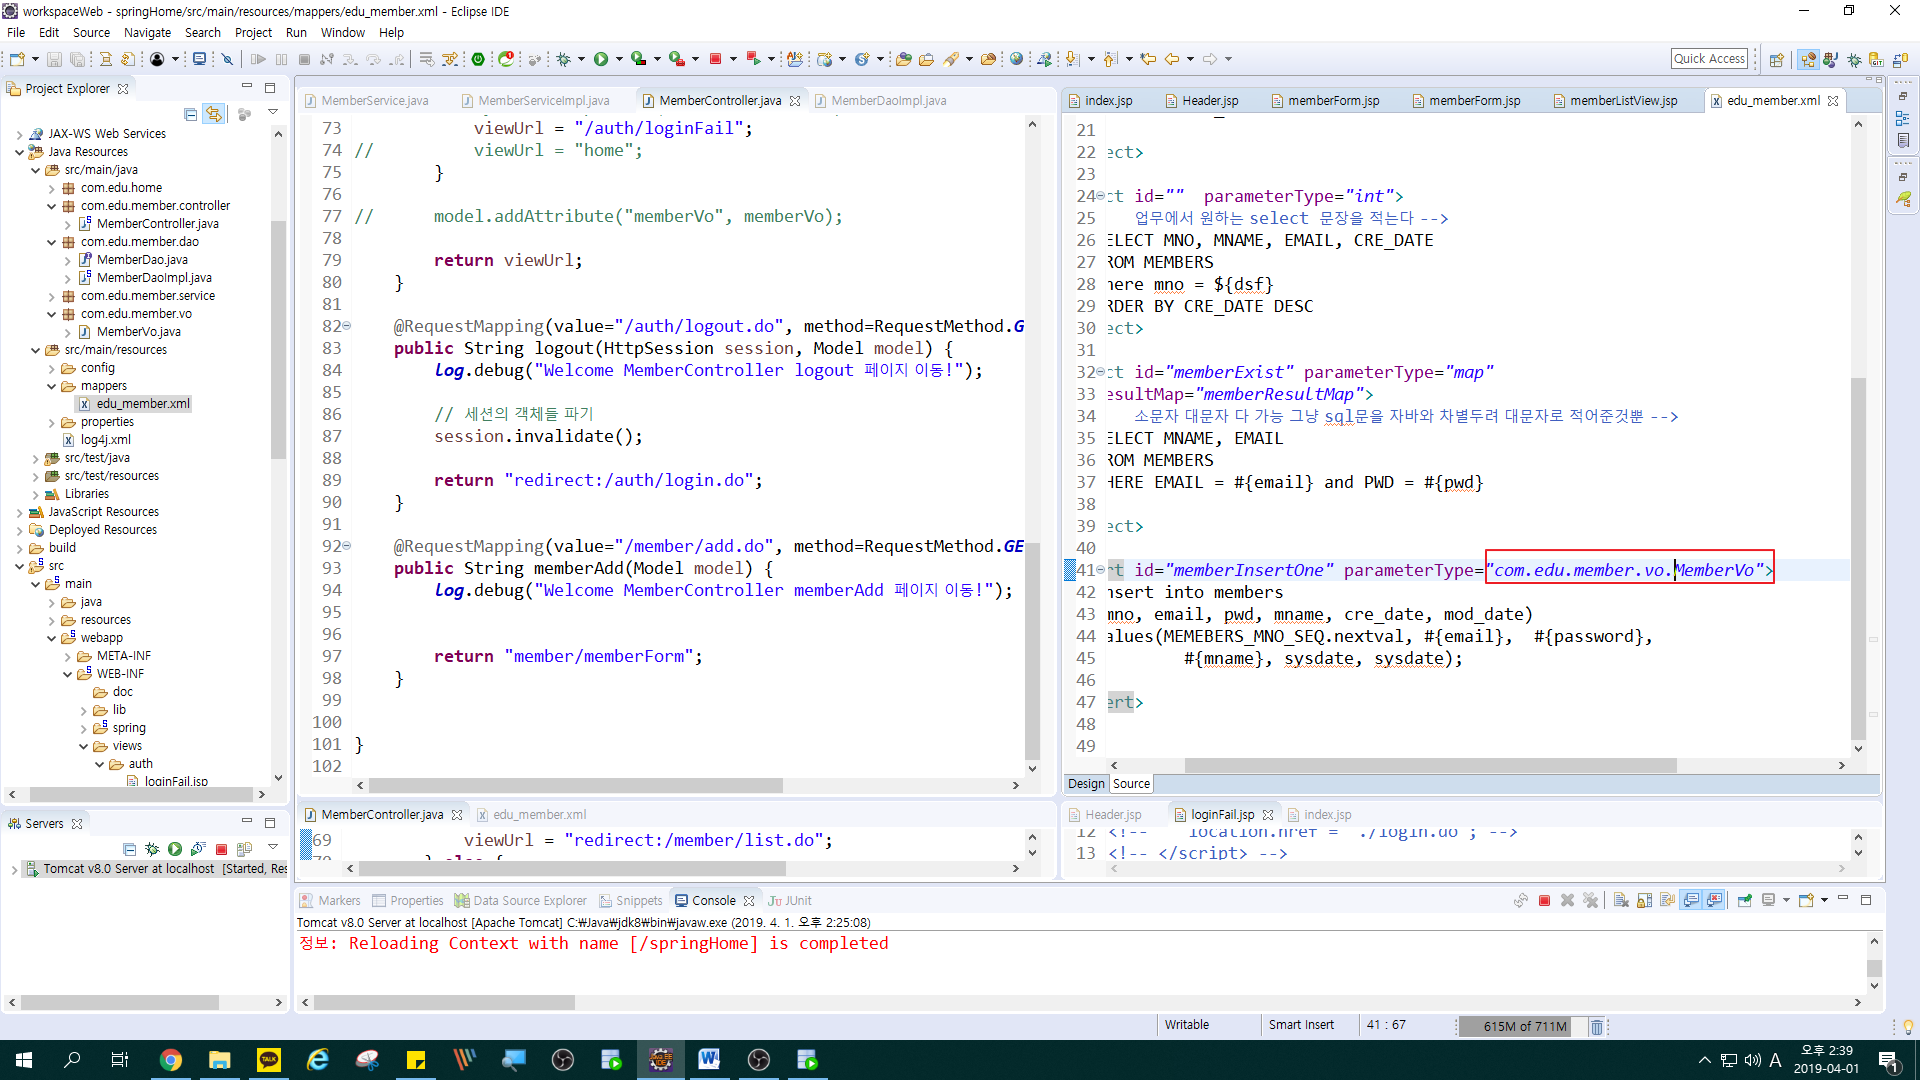 workspaceWeb - springHome/src/main/resources/mappers/edu_member.xml - Eclipse IDE
File Edit Source Navigate Search Project Run Window Help
Quick Access
Project Explorer
JAX-WS Web Services
Java Resources
src/main/java
com.edu.home
com.edu.member.controller
MemberController.java
com.edu.member.dao
MemberDao.java
MemberDaoImpl.java
com.edu.member.service
com.edu.member.vo
MemberVo.java
src/main/resources
config
mappers
edu_member.xml
properties
log4j.xml
src/test/java
src/test/resources
Libraries
JavaScript Resources
Deployed Resources
build
src
main
java
resources
webapp
META-INF
WEB-INF
doc
lib
spring
views
auth
loginFail.jsp
Servers
Tomcat v8.0 Server at localhost [Started, Res
MemberService.java MemberServiceImpl.java MemberController.java MemberDaoImpl.java
73 viewUrl = "/auth/loginFail";
74 // viewUrl = "home";
75 }
76
77 // model.addAttribute("memberVo", memberVo);
78
79 return viewUrl;
80 }
81
82 @RequestMapping(value="/auth/logout.do", method=RequestMethod.G
83 public String logout(HttpSession session, Model model) {
84 log.debug("Welcome MemberController logout 페이지 이동!");
85
86 // 세션의 객체들 파기
87 session.invalidate();
88
89 return "redirect:/auth/login.do";
90 }
91
92 @RequestMapping(value="/member/add.do", method=RequestMethod.GE
93 public String memberAdd(Model model) {
94 log.debug("Welcome MemberController memberAdd 페이지 이동!");
95
96
97 return "member/memberForm";
98 }
99
100
101 }
102
MemberController.java edu_member.xml
69 viewUrl = "redirect:/member/list.do";
70 } else {
index.jsp Header.jsp memberForm.jsp memberForm.jsp memberListView.jsp edu_member.xml
21
22 ect>
23
24 ct id="" parameterType="int">
25 업무에서 원하는 select 문장을 적는다 -->
26 ELECT MNO, MNAME, EMAIL, CRE_DATE
27 ROM MEMBERS
28 here mno = ${dsf}
29 RDER BY CRE_DATE DESC
30 ect>
31
32 ct id="memberExist" parameterType="map"
33 esultMap="memberResultMap">
34 소문자 대문자 다 가능 그냥 sql문을 자바와 차별두려 대문자로 적어준것뿐 -->
35 ELECT MNAME, EMAIL
36 ROM MEMBERS
37 HERE EMAIL = #{email} and PWD = #{pwd}
38
39 ect>
40
41 rt id="memberInsertOne" parameterType="com.edu.member.vo.MemberVo">
42 nsert into members
43 mno, email, pwd, mname, cre_date, mod_date)
44 alues(MEMEBERS_MNO_SEQ.nextval, #{email}, #{password},
45 #{mname}, sysdate, sysdate);
46
47 ert>
48
49
Design Source
Header.jsp loginFail.jsp index.jsp
12 <!-- location.href = "./login.do"; -->
13 <!-- </script> -->
Markers Properties Data Source Explorer Snippets Console JUnit
Tomcat v8.0 Server at localhost [Apache Tomcat] C:₩Java₩jdk8₩bin₩javaw.exe (2019. 4. 1. 오후 2:25:08)
정보: Reloading Context with name [/springHome] is completed
Writable Smart Insert 41 : 67 615M of 711M
TALK
A
오후 2:39
2019-04-01
1